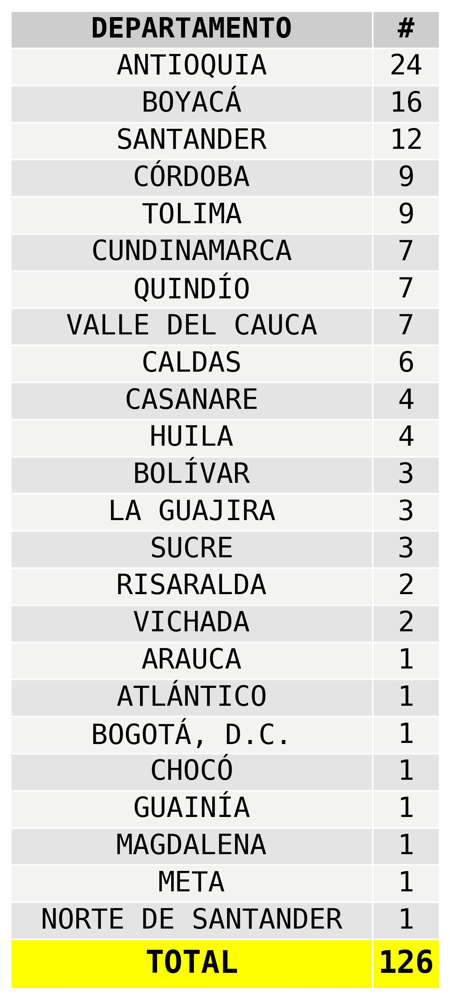 DEPARTAMENTO #
ANTIOQUIA 24
BOYACÁ 16
SANTANDER 12
CÓRDOBA 9
TOLIMA 9
CUNDINAMARCA 7
QUINDÍO 7
VALLE DEL CAUCA 7
CALDAS 6
CASANARE 4
HUILA 4
BOLÍVAR 3
LA GUAJIRA 3
SUCRE 3
RISARALDA 2
VICHADA 2
ARAUCA 1
ATLÁNTICO 1
BOGOTÁ, D.C. 1
CHOCÓ 1
GUAINÍA 1
MAGDALENA 1
META 1
NORTE DE SANTANDER 1
TOTAL 126